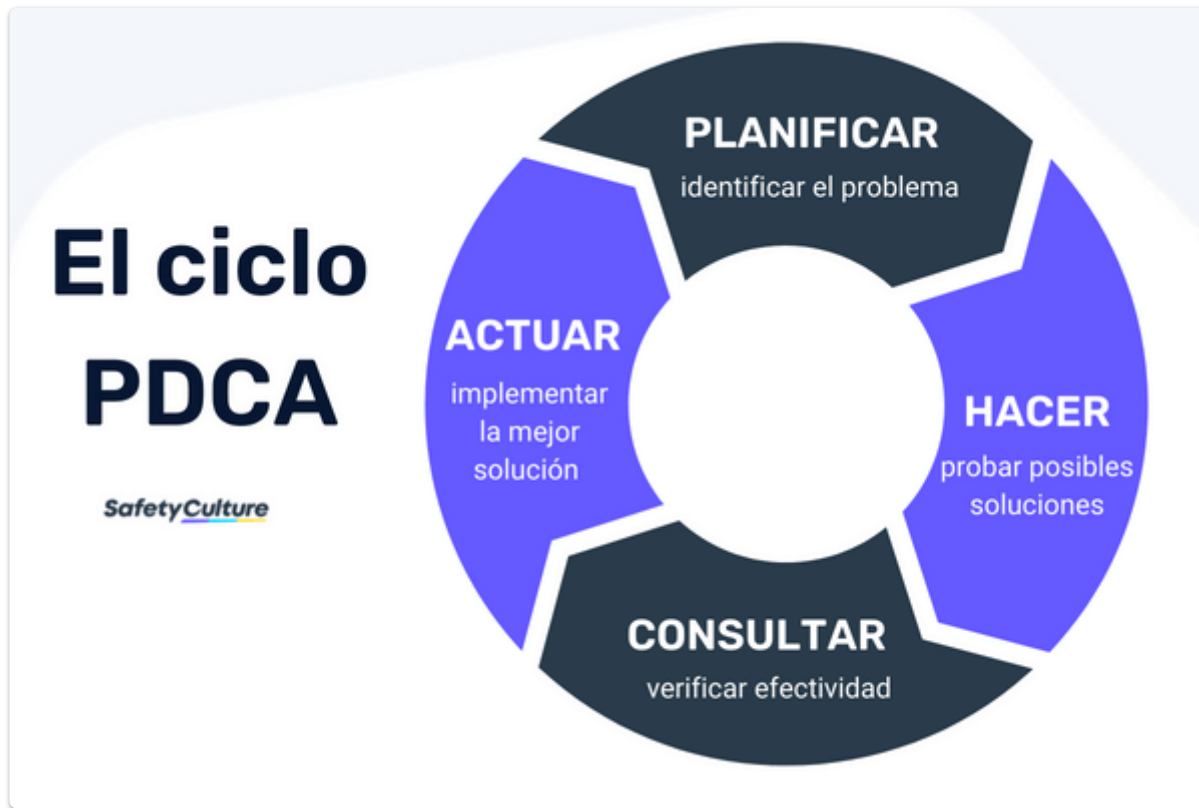 El ciclo
PDCA
SafetyCulture
PLANIFICAR
identificar el problema
HACER
probar posibles
soluciones
CONSULTAR
verificar efectividad
ACTUAR
implementar
la mejor
solución